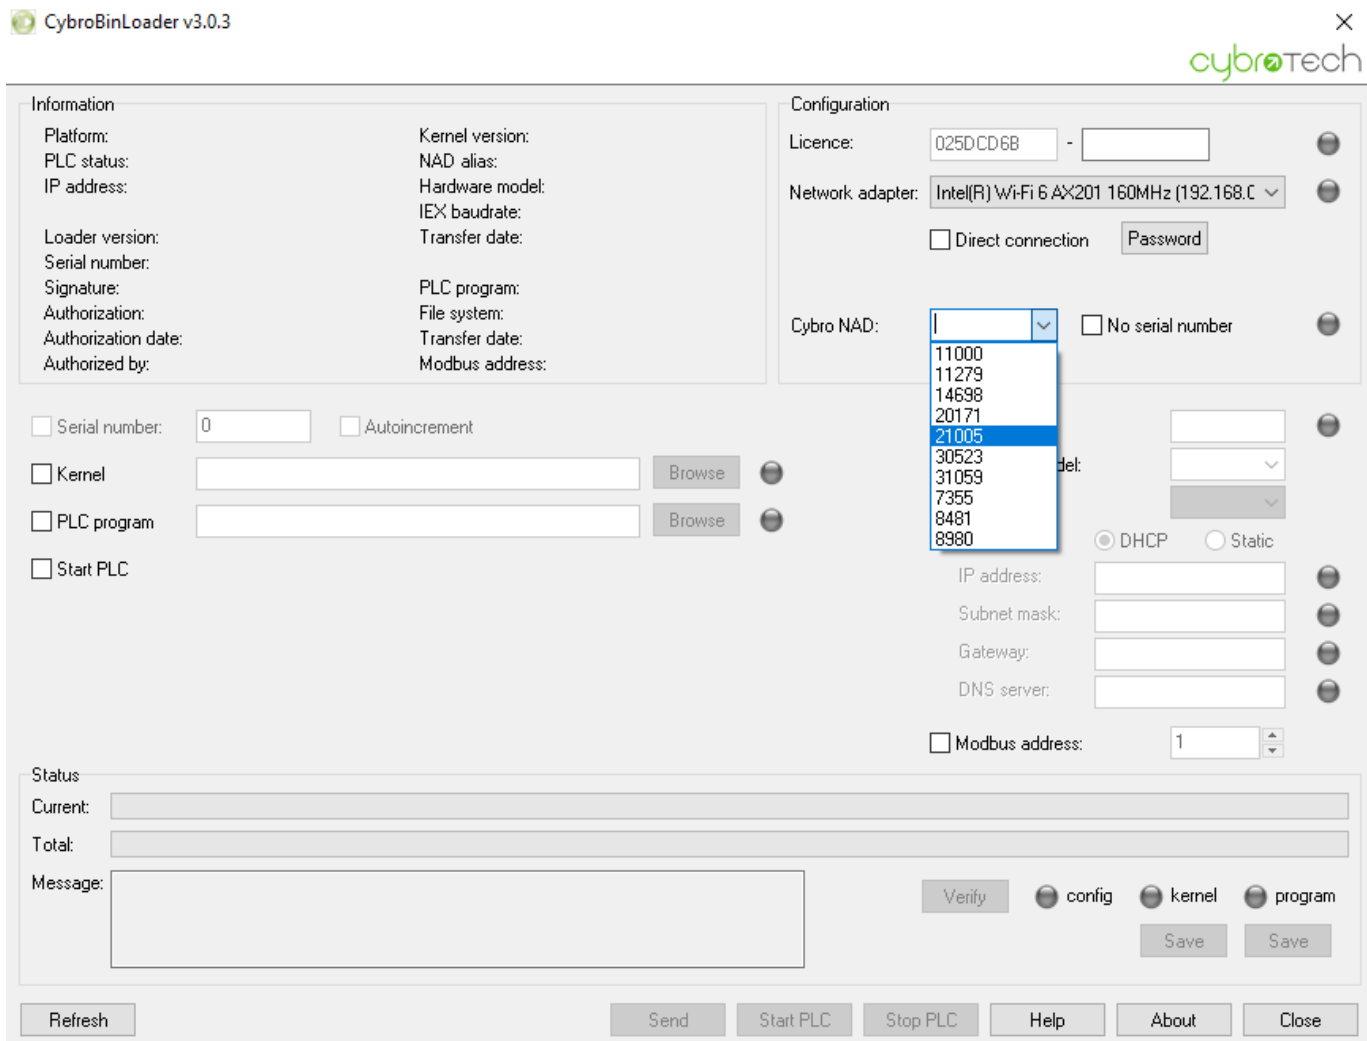 CybroBinLoader v3.0.3
cybrotech
Information
Platform:
PLC status:
IP address:
Loader version:
Serial number:
Signature:
Authorization:
Authorization date:
Authorized by:
Kernel version:
NAD alias:
Hardware model:
IEX baudrate:
Transfer date:
PLC program:
File system:
Transfer date:
Modbus address:
Configuration
Licence: 025DCD6B -
Network adapter: Intel(R) Wi-Fi 6 AX201 160MHz (192.168.
Direct connection Password
Cybro NAD: No serial number
11000
11279
14698
20171
21005
30523
31059
7355
8481
8980
Serial number: 0 Autoincrement
Kernel Browse
PLC program Browse
Start PLC
del:
DHCP Static
IP address:
Subnet mask:
Gateway:
DNS server:
Modbus address: 1
Status
Current:
Total:
Message:
Verify config kernel program
Save Save
Refresh Send Start PLC Stop PLC Help About Close